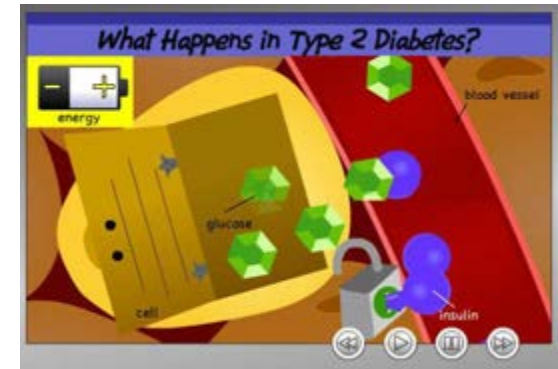 What Happens in Type 2 Diabetes?
energy
blood vessel
glucose
cell
insulin